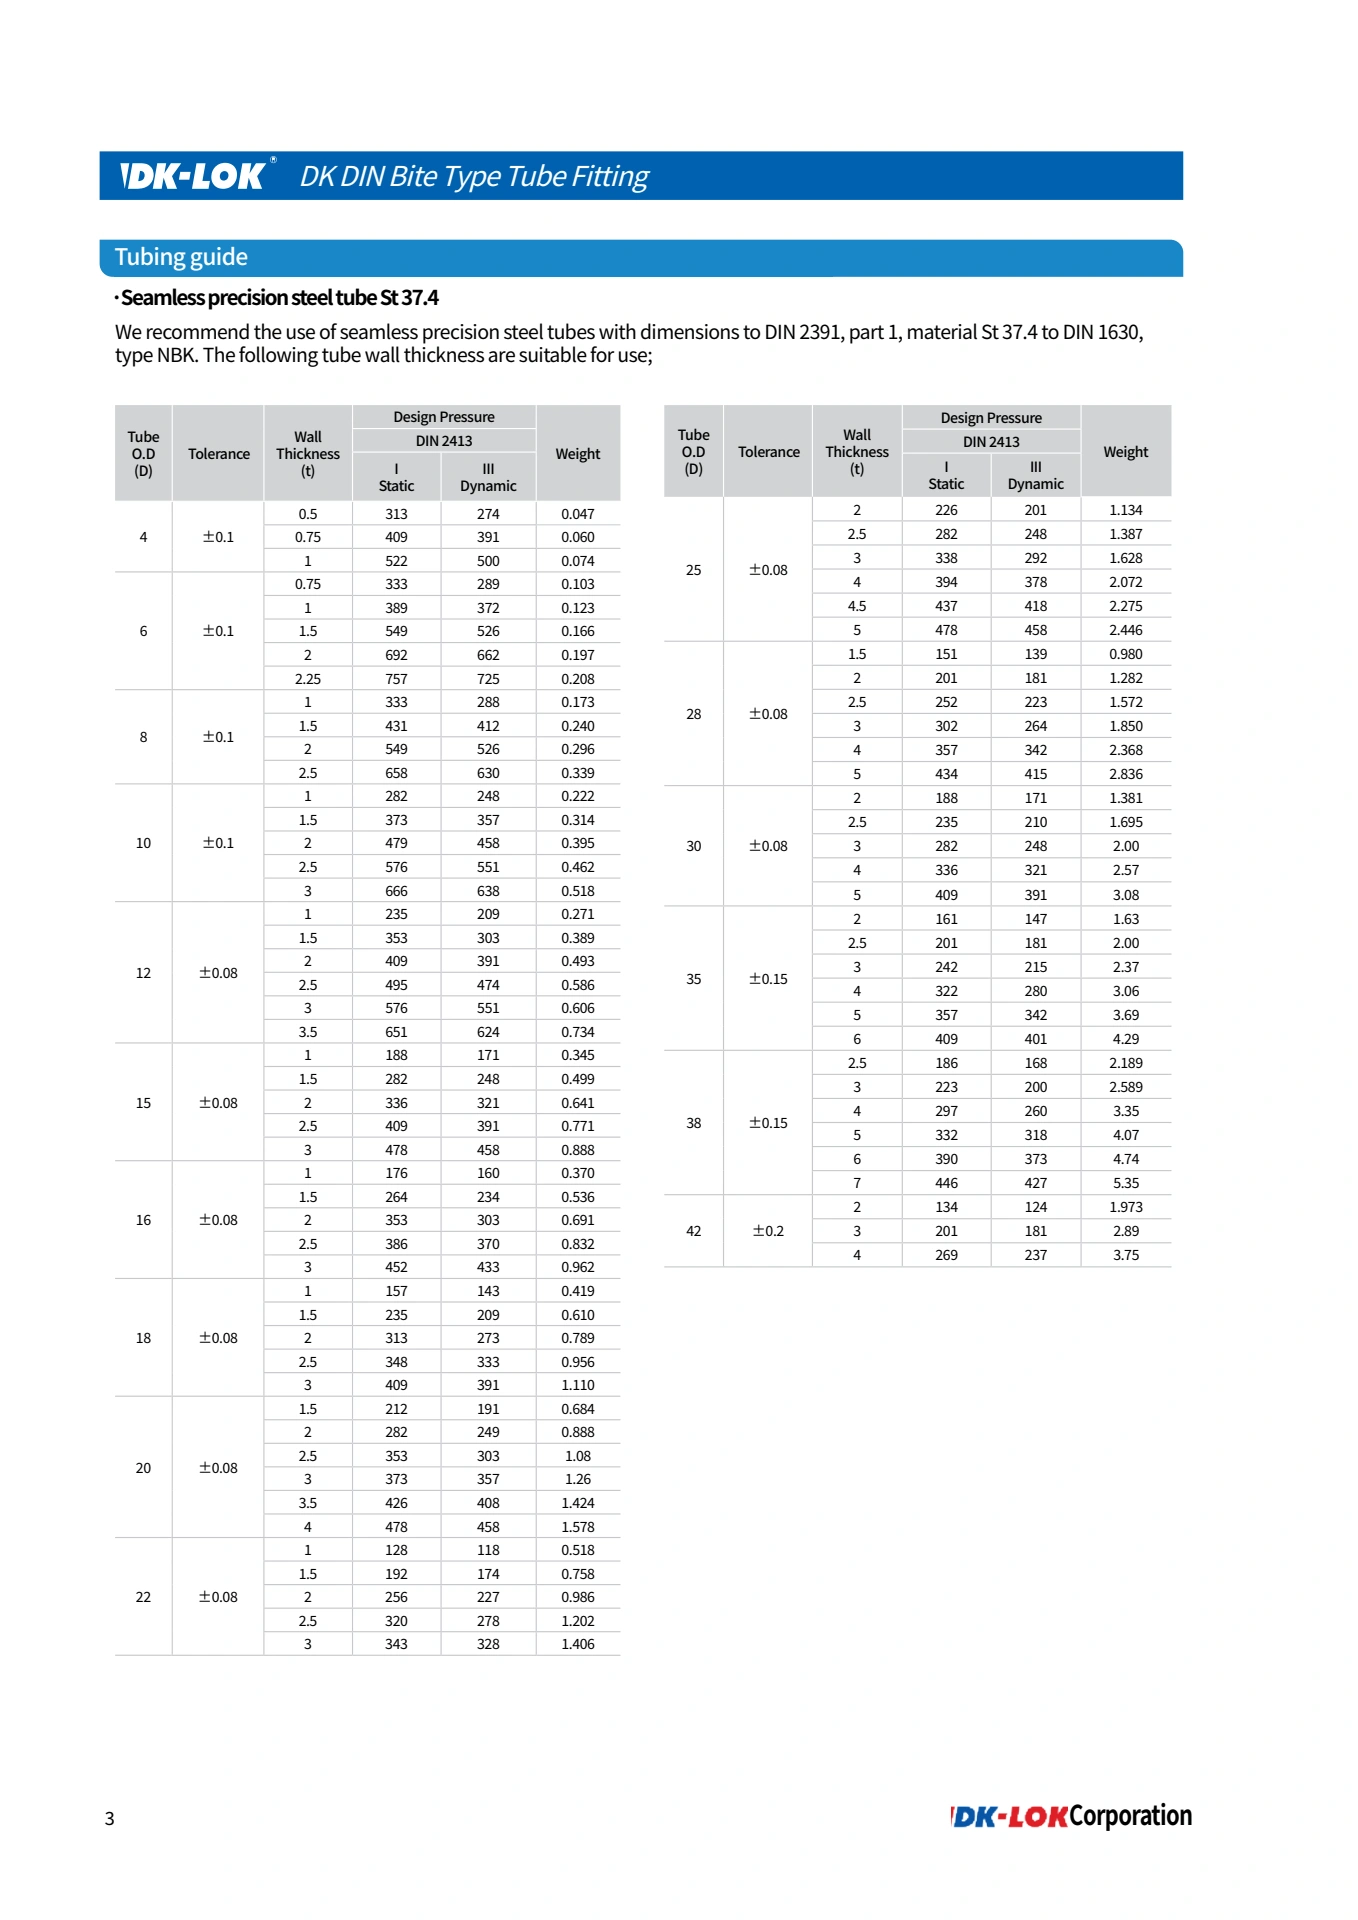 DK-LOK® DK DIN Bite Type Tube Fitting
Tubing guide
·Seamless precision steel tube St 37.4
We recommend the use of seamless precision steel tubes with dimensions to DIN 2391, part 1, material St 37.4 to DIN 1630,
type NBK. The following tube wall thickness are suitable for use;
Tube O.D (D) Tolerance Wall Thickness (t) Design Pressure Weight
DIN 2413
I Static III Dynamic
4 ±0.1
0.5 313 274 0.047
0.75 409 391 0.060
1 522 500 0.074
6 ±0.1
0.75 333 289 0.103
1 389 372 0.123
1.5 549 526 0.166
2 692 662 0.197
2.25 757 725 0.208
8 ±0.1
1 333 288 0.173
1.5 431 412 0.240
2 549 526 0.296
2.5 658 630 0.339
10 ±0.1
1 282 248 0.222
1.5 373 357 0.314
2 479 458 0.395
2.5 576 551 0.462
3 666 638 0.518
12 ±0.08
1 235 209 0.271
1.5 353 303 0.389
2 409 391 0.493
2.5 495 474 0.586
3 576 551 0.606
3.5 651 624 0.734
15 ±0.08
1 188 171 0.345
1.5 282 248 0.499
2 336 321 0.641
2.5 409 391 0.771
3 478 458 0.888
16 ±0.08
1 176 160 0.370
1.5 264 234 0.536
2 353 303 0.691
2.5 386 370 0.832
3 452 433 0.962
18 ±0.08
1 157 143 0.419
1.5 235 209 0.610
2 313 273 0.789
2.5 348 333 0.956
3 409 391 1.110
20 ±0.08
1.5 212 191 0.684
2 282 249 0.888
2.5 353 303 1.08
3 373 357 1.26
3.5 426 408 1.424
4 478 458 1.578
22 ±0.08
1 128 118 0.518
1.5 192 174 0.758
2 256 227 0.986
2.5 320 278 1.202
3 343 328 1.406
Tube O.D (D) Tolerance Wall Thickness (t) Design Pressure Weight
DIN 2413
I Static III Dynamic
25 ±0.08
2 226 201 1.134
2.5 282 248 1.387
3 338 292 1.628
4 394 378 2.072
4.5 437 418 2.275
5 478 458 2.446
28 ±0.08
1.5 151 139 0.980
2 201 181 1.282
2.5 252 223 1.572
3 302 264 1.850
4 357 342 2.368
5 434 415 2.836
30 ±0.08
2 188 171 1.381
2.5 235 210 1.695
3 282 248 2.00
4 336 321 2.57
5 409 391 3.08
35 ±0.15
2 161 147 1.63
2.5 201 181 2.00
3 242 215 2.37
4 322 280 3.06
5 357 342 3.69
6 409 401 4.29
38 ±0.15
2.5 186 168 2.189
3 223 200 2.589
4 297 260 3.35
5 332 318 4.07
6 390 373 4.74
7 446 427 5.35
42 ±0.2
2 134 124 1.973
3 201 181 2.89
4 269 237 3.75
3
DK-LOK Corporation